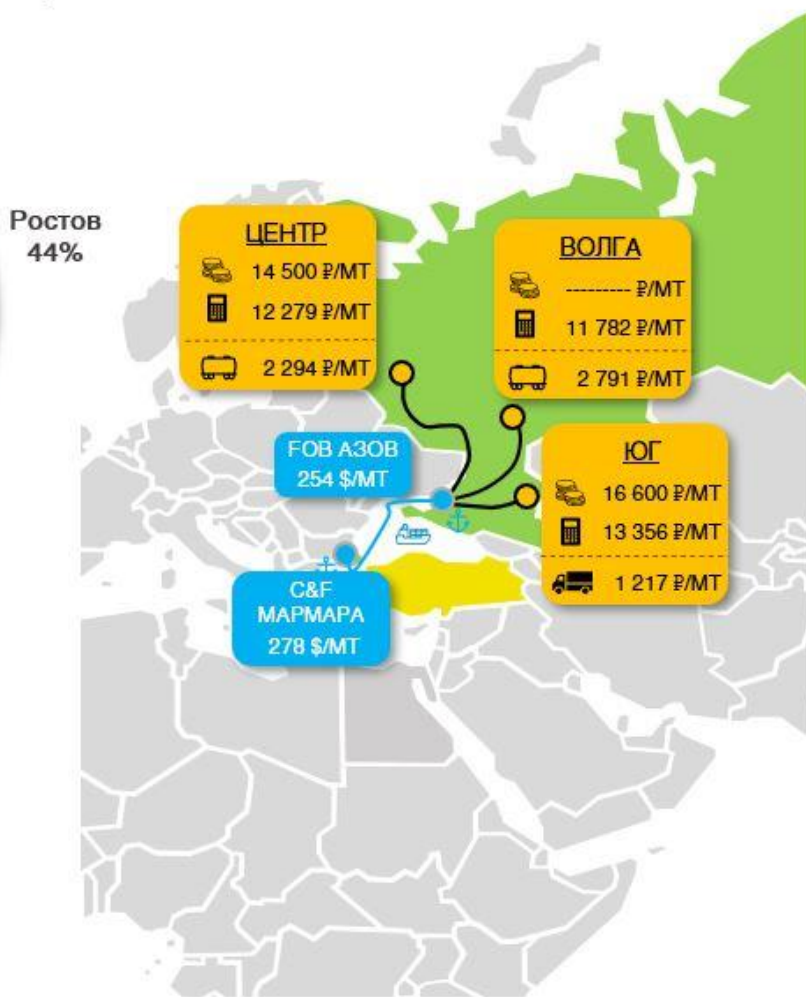 Ростов
44%
ЦЕНТР
14 500 ₽/МТ
12 279 ₽/МТ
2 294 ₽/МТ
ВОЛГА
--------- ₽/МТ
11 782 ₽/МТ
2 791 ₽/МТ
FOB АЗОВ
254 $/МТ
ЮГ
16 600 ₽/МТ
13 356 ₽/МТ
1 217 ₽/МТ
C&F
МАРМАРА
278 $/МТ